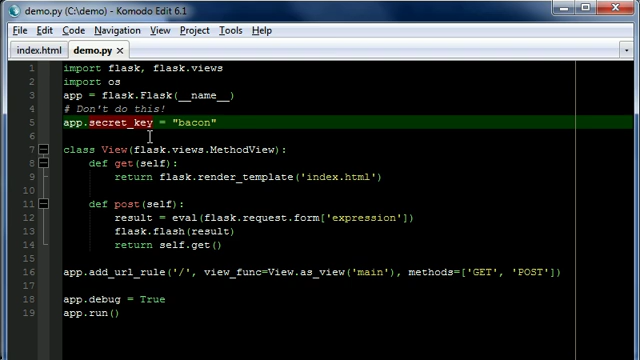 demo.py (C:\demo) - Komodo Edit 6.1
File Edit Code Navigation View Project Tools Help
index.html demo.py
1 import flask, flask.views
2 import os
3 app = flask.Flask(__name__)
4 # Don't do this!
5 app.secret_key = "bacon"
6
7 class View(flask.views.MethodView):
8 def get(self):
9 return flask.render_template('index.html')
10
11 def post(self):
12 result = eval(flask.request.form['expression'])
13 flask.flash(result)
14 return self.get()
15
16 app.add_url_rule('/', view_func=View.as_view('main'), methods=['GET', 'POST'])
17
18 app.debug = True
19 app.run()